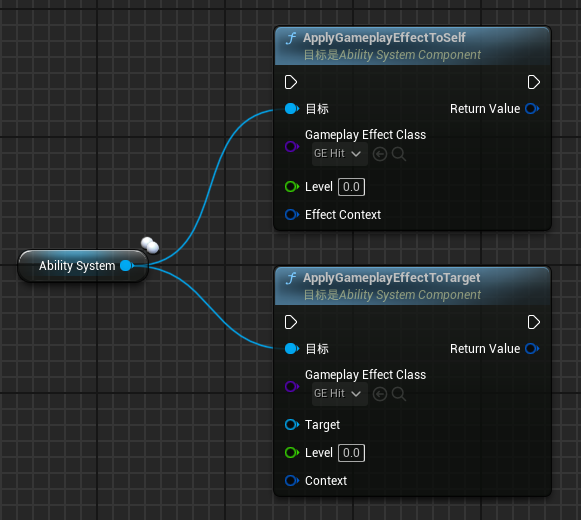 ApplyGameplayEffectToSelf
目标是Ability System Component
目标
Return Value
Gameplay Effect Class
GE Hit
Level 0.0
Effect Context
Ability System
ApplyGameplayEffectToTarget
目标是Ability System Component
目标
Return Value
Gameplay Effect Class
GE Hit
Target
Level 0.0
Context